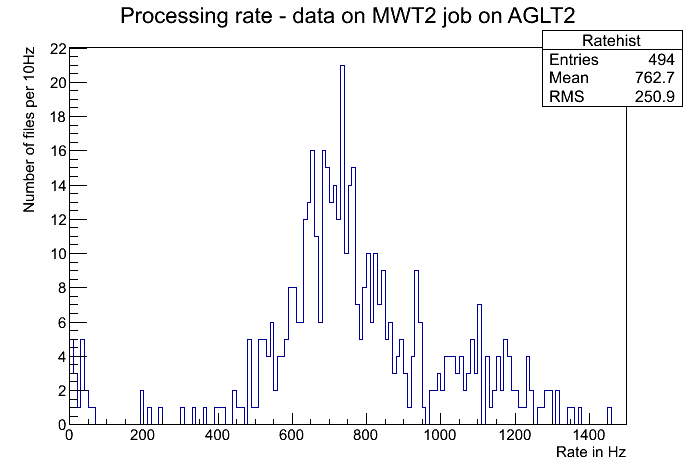 Processing rate - data on MWT2 job on AGLT2
Ratehist
Entries 494
Mean 762.7
RMS 250.9
Number of files per 10Hz
22
20
18
16
14
12
10
8
6
4
2
0
0 200 400 600 800 1000 1200 1400
Rate in Hz